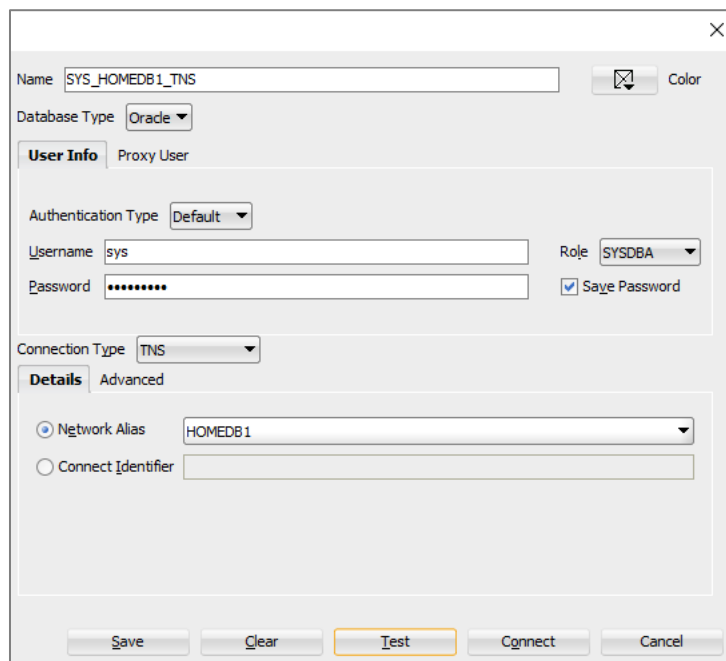 Name SYS_HOMEDB1_TNS Color
Database Type Oracle
User Info Proxy User
Authentication Type Default
Username sys Role SYSDBA
Password ••••••••• Save Password
Connection Type TNS
Details Advanced
Network Alias HOMEDB1
Connect Identifier
Save Clear Test Connect Cancel